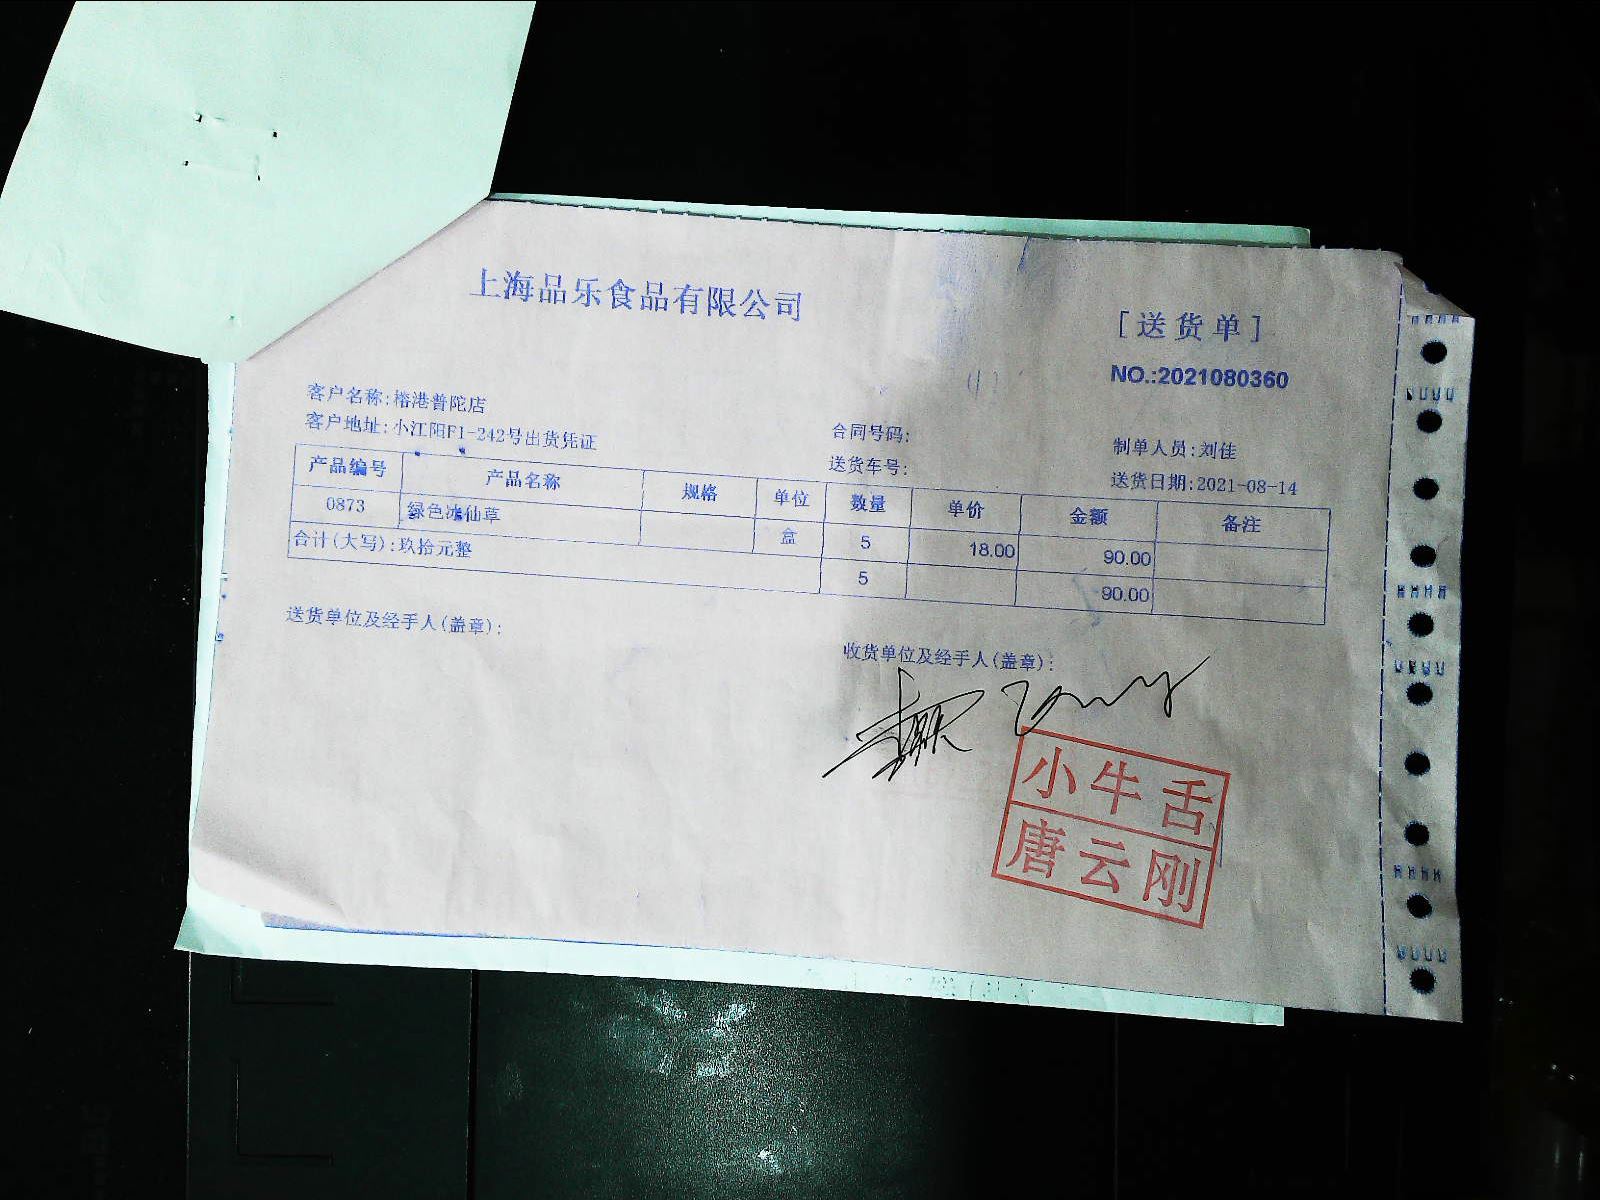 上海品乐食品有限公司
[送货单]
NO.:2021080360
客户名称:榕港普陀店
客户地址:小江阳F1-242号出货凭证
合同号码:
送货车号:
制单人员:刘佳
送货日期:2021-08-14
产品编号 产品名称 规格 单位 数量 单价 金额 备注
0873 绿色冰仙草 盒 5 18.00 90.00
合计(大写):玖拾元整 5 90.00
送货单位及经手人(盖章):
收货单位及经手人(盖章):
小牛舌
唐云刚